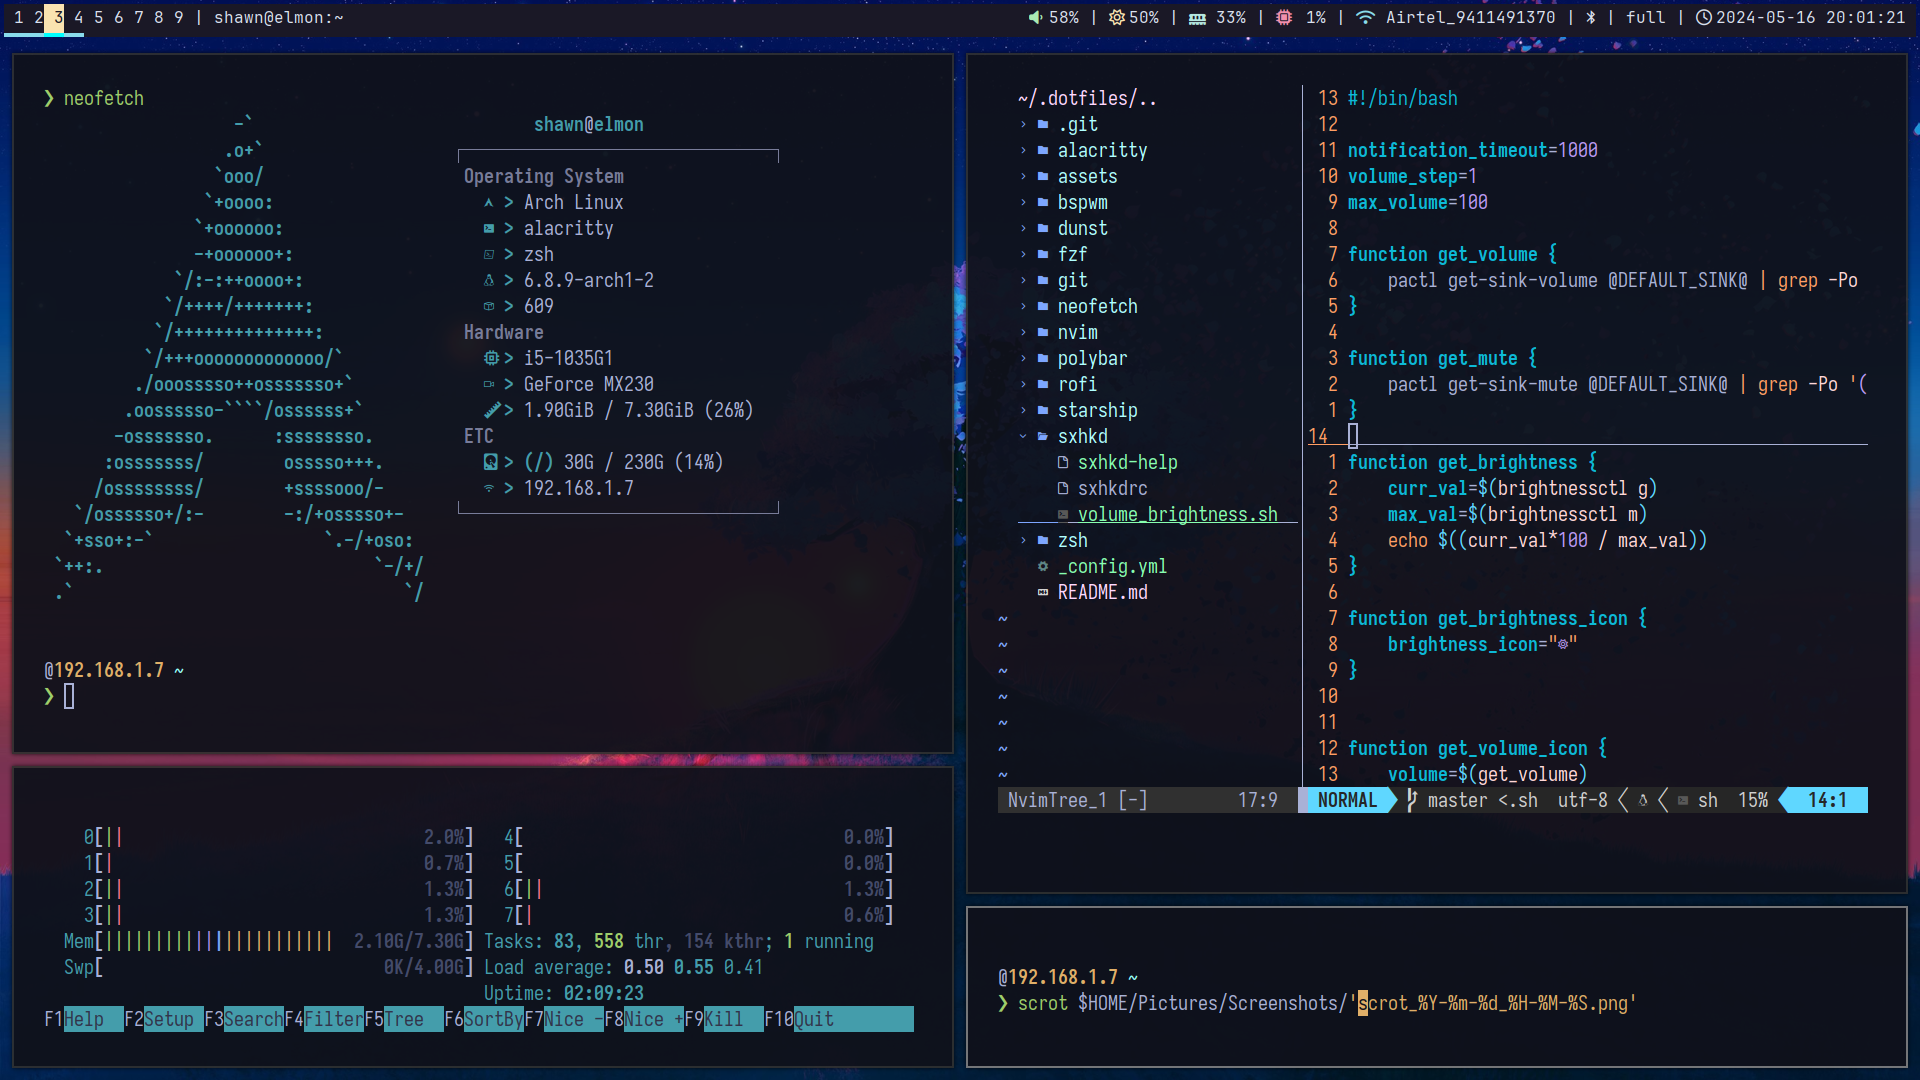 1 2 3 4 5 6 7 8 9 | shawn@elmon:~
58% | 50% | 33% | 1% | Airtel_9411491370 | | full | 2024-05-16 20:01:21
❯ neofetch
-`
.o+`
`ooo/
`+oooo:
`+oooooo:
-+oooooo+:
`/:-:++oooo+:
`/++++/+++++++:
`/++++++++++++++:
`/+++ooooooooooooo/`
./ooosssso++osssssso+`
.oossssso-````/ossssss+`
-osssssso. :ssssssso.
:osssssss/ osssso+++.
/ossssssss/ +ssssooo/-
`/ossssso+/:- -:/+osssso+-
`+sso+:-` `.-/+oso:
`++:. `-/+/
.` `/
shawn@elmon
Operating System
> Arch Linux
> alacritty
> zsh
> 6.8.9-arch1-2
> 609
Hardware
> i5-1035G1
> GeForce MX230
> 1.90GiB / 7.30GiB (26%)
ETC
> (/) 30G / 230G (14%)
> 192.168.1.7
@192.168.1.7 ~
❯
0[|| 2.0%] 4[ 0.0%]
1[| 0.7%] 5[ 0.0%]
2[|| 1.3%] 6[|| 1.3%]
3[|| 1.3%] 7[| 0.6%]
Mem[||||||||||||||||||||||| 2.10G/7.30G] Tasks: 83, 558 thr, 154 kthr; 1 running
Swp[ 0K/4.00G] Load average: 0.50 0.55 0.41
Uptime: 02:09:23
F1Help F2Setup F3SearchF4FilterF5Tree F6SortByF7Nice -F8Nice +F9Kill F10Quit
~/.dotfiles/..
› .git
› alacritty
› assets
› bspwm
› dunst
› fzf
› git
› neofetch
› nvim
› polybar
› rofi
› starship
sxhkd
sxhkd-help
sxhkdrc
volume_brightness.sh
› zsh
_config.yml
README.md
~
~
~
~
~
~
~
13 #!/bin/bash
12
11 notification_timeout=1000
10 volume_step=1
9 max_volume=100
8
7 function get_volume {
6 pactl get-sink-volume @DEFAULT_SINK@ | grep -Po
5 }
4
3 function get_mute {
2 pactl get-sink-mute @DEFAULT_SINK@ | grep -Po '(
1 }
14
1 function get_brightness {
2 curr_val=$(brightnessctl g)
3 max_val=$(brightnessctl m)
4 echo $((curr_val*100 / max_val))
5 }
6
7 function get_brightness_icon {
8 brightness_icon=""
9 }
10
11
12 function get_volume_icon {
13 volume=$(get_volume)
NvimTree_1 [-] 17:9 NORMAL master <.sh utf-8 sh 15% 14:1
@192.168.1.7 ~
❯ scrot $HOME/Pictures/Screenshots/'scrot_%Y-%m-%d_%H-%M-%S.png'